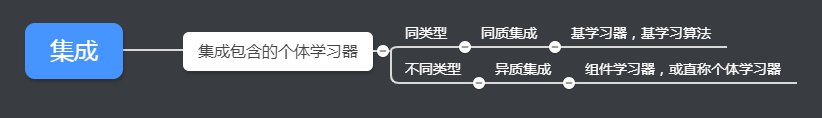 集成
集成包含的个体学习器
同类型
同质集成
基学习器，基学习算法
不同类型
异质集成
组件学习器，或直称个体学习器